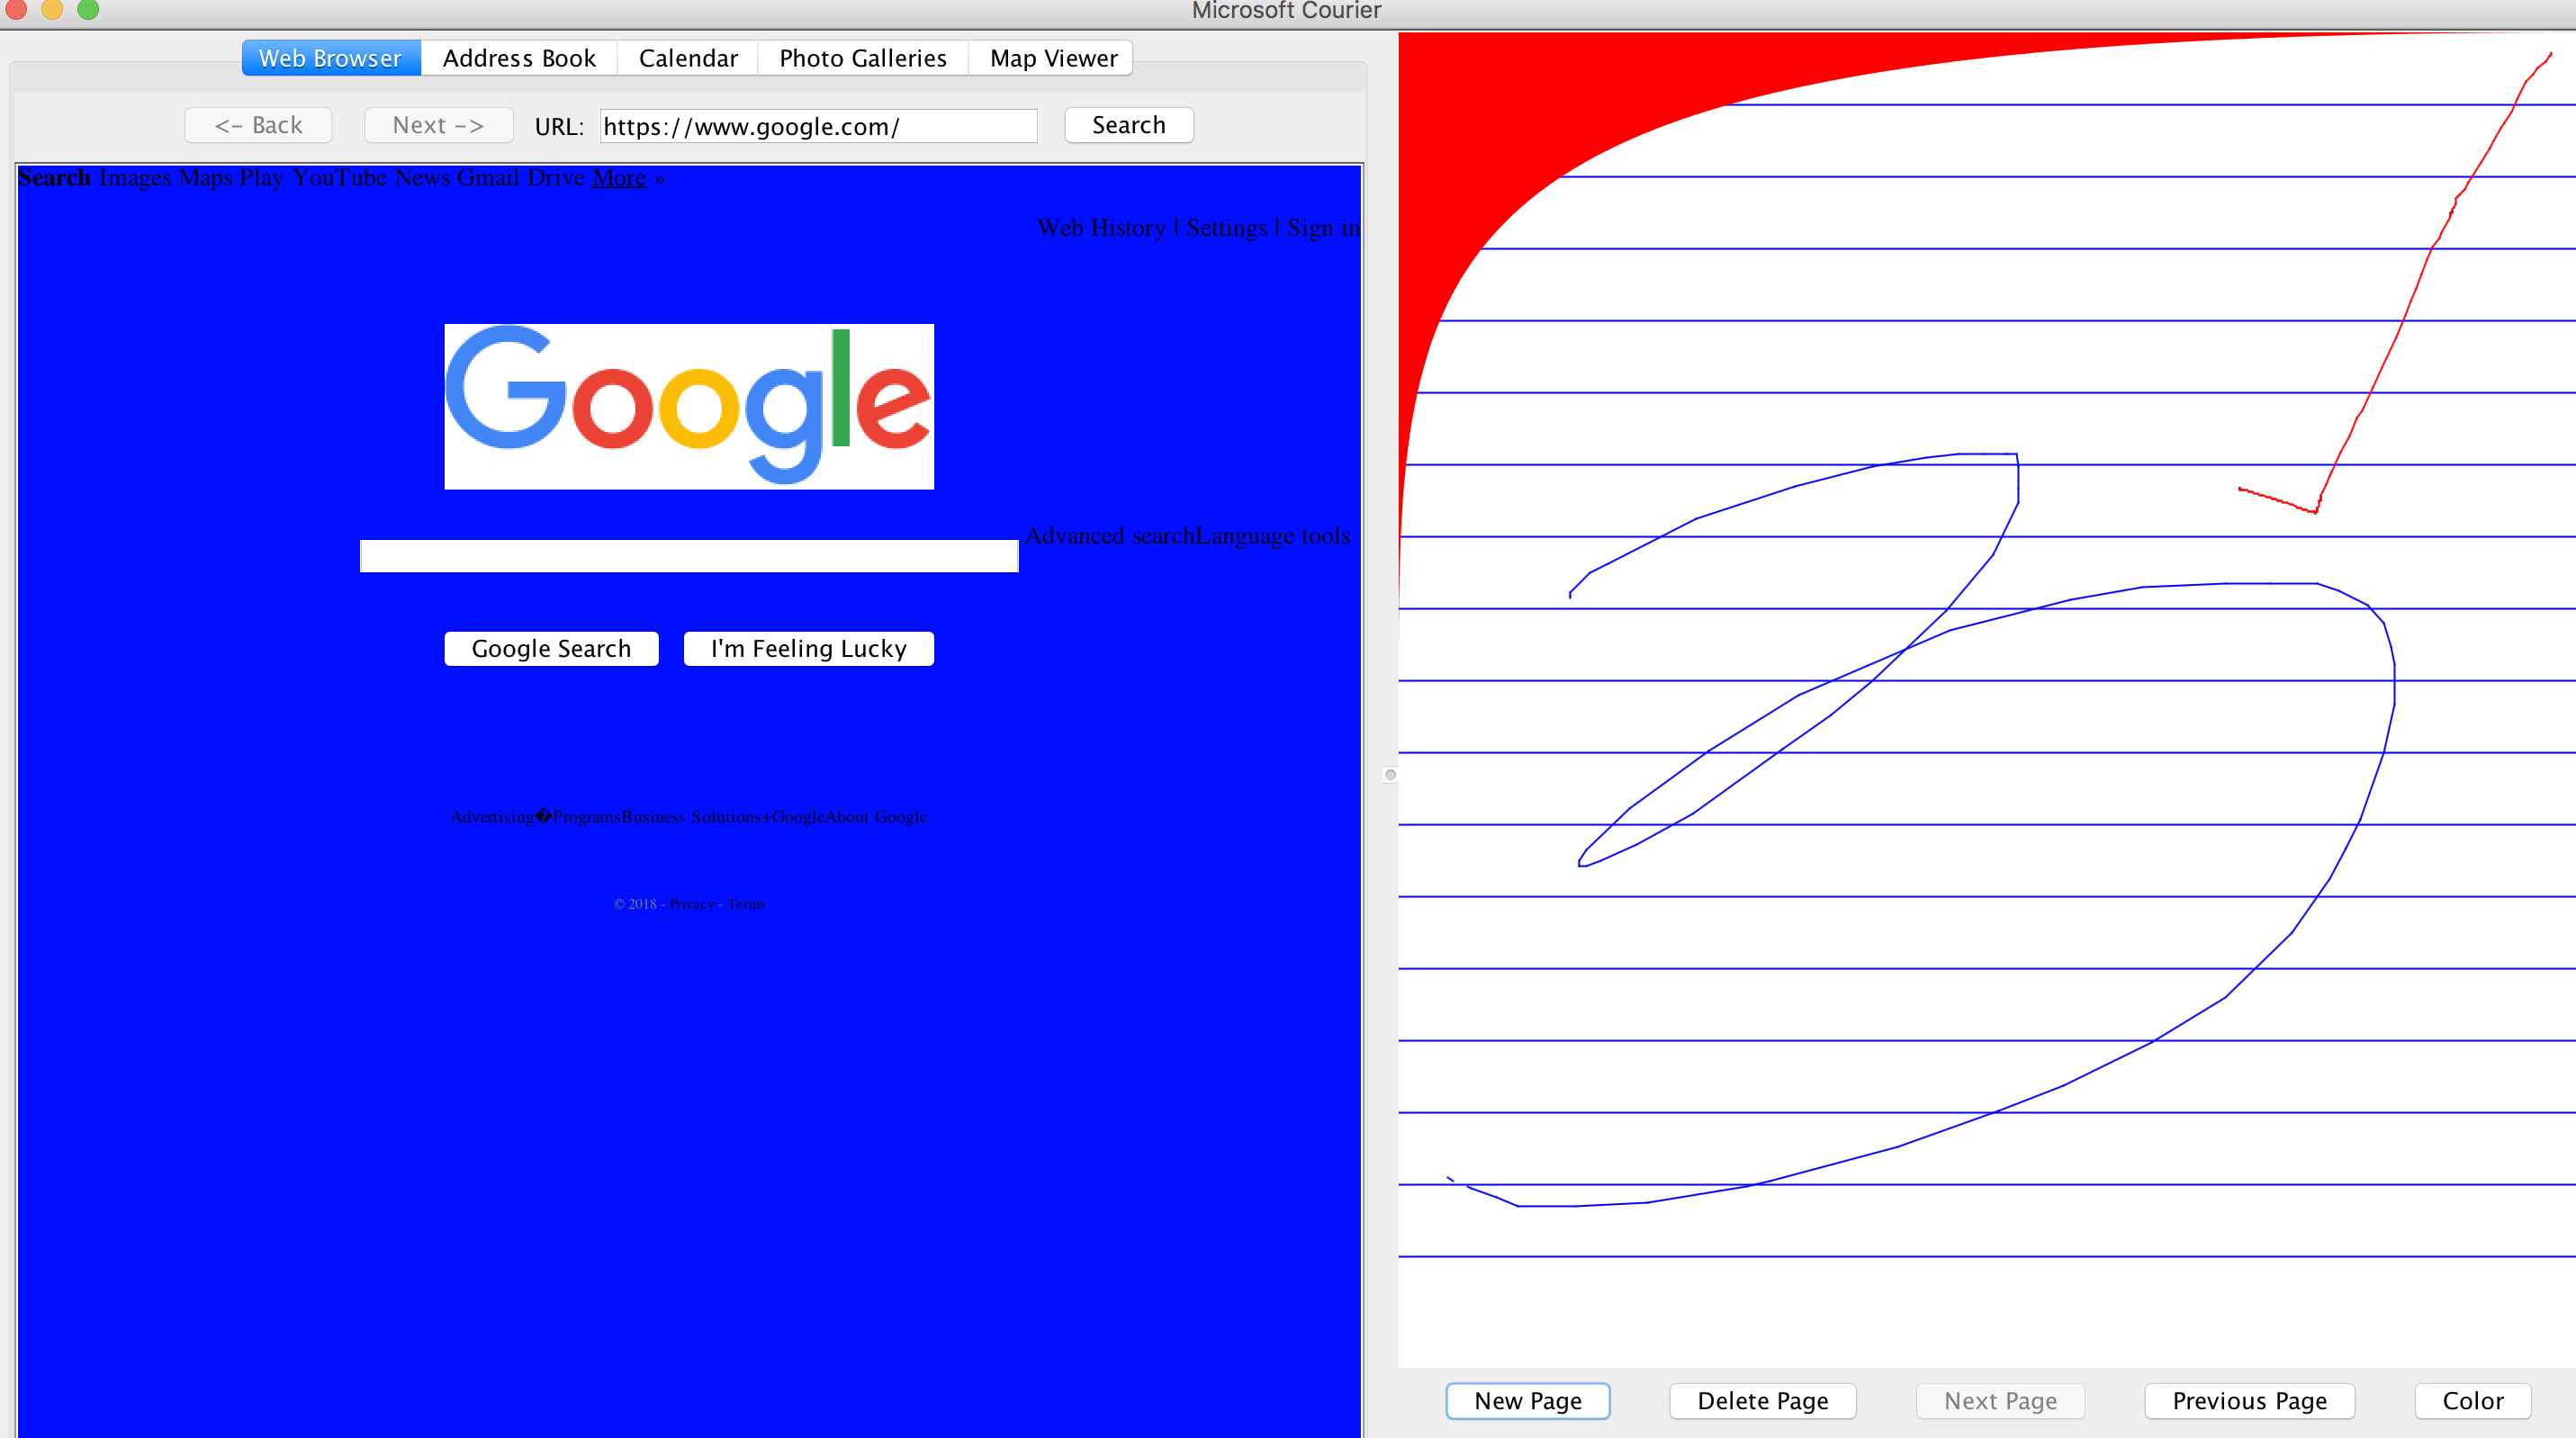 Microsoft Courier
Web Browser Address Book Calendar Photo Galleries Map Viewer
<- Back Next -> URL: https://www.google.com/ Search
Search Images Maps Play YouTube News Gmail Drive More »
Web History | Settings | Sign in
Google
Advanced searchLanguage tools
Google Search I'm Feeling Lucky
Advertising�ProgramsBusiness Solutions+GoogleAbout Google
© 2018 - Privacy - Terms
New Page Delete Page Next Page Previous Page Color